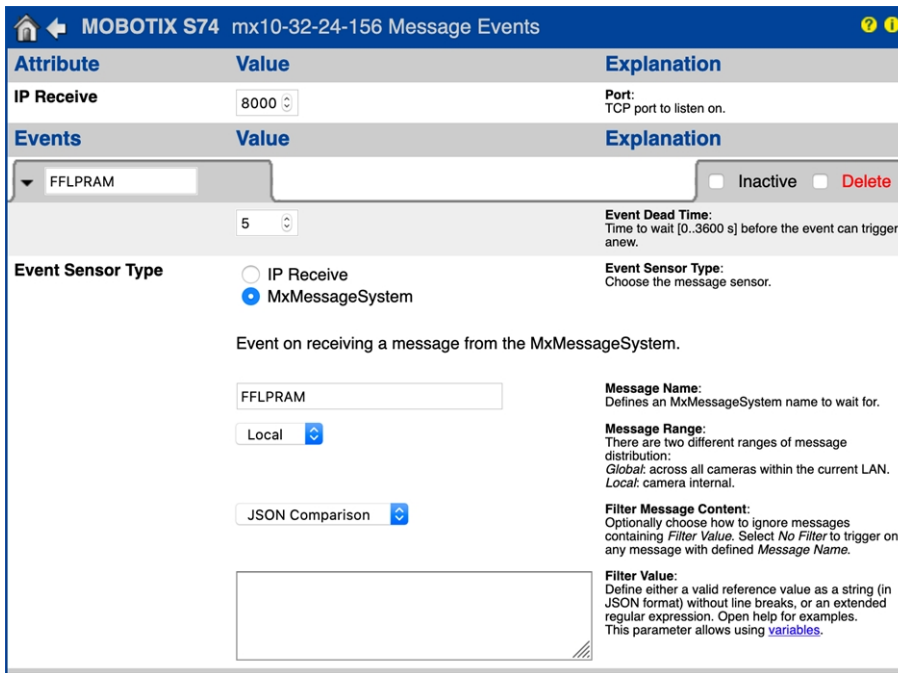 MOBOTIX S74 mx10-32-24-156 Message Events
Attribute Value Explanation
IP Receive 8000 Port:
TCP port to listen on.
Events Value Explanation
FFLPRAM Inactive Delete
5 Event Dead Time:
Time to wait [0..3600 s] before the event can trigger
anew.
Event Sensor Type IP Receive Event Sensor Type:
MxMessageSystem Choose the message sensor.
Event on receiving a message from the MxMessageSystem.
FFLPRAM Message Name:
Defines an MxMessageSystem name to wait for.
Local Message Range:
There are two different ranges of message
distribution:
Global: across all cameras within the current LAN.
Local: camera internal.
JSON Comparison Filter Message Content:
Optionally choose how to ignore messages
containing Filter Value. Select No Filter to trigger on
any message with defined Message Name.
Filter Value:
Define either a valid reference value as a string (in
JSON format) without line breaks, or an extended
regular expression. Open help for examples.
This parameter allows using variables.